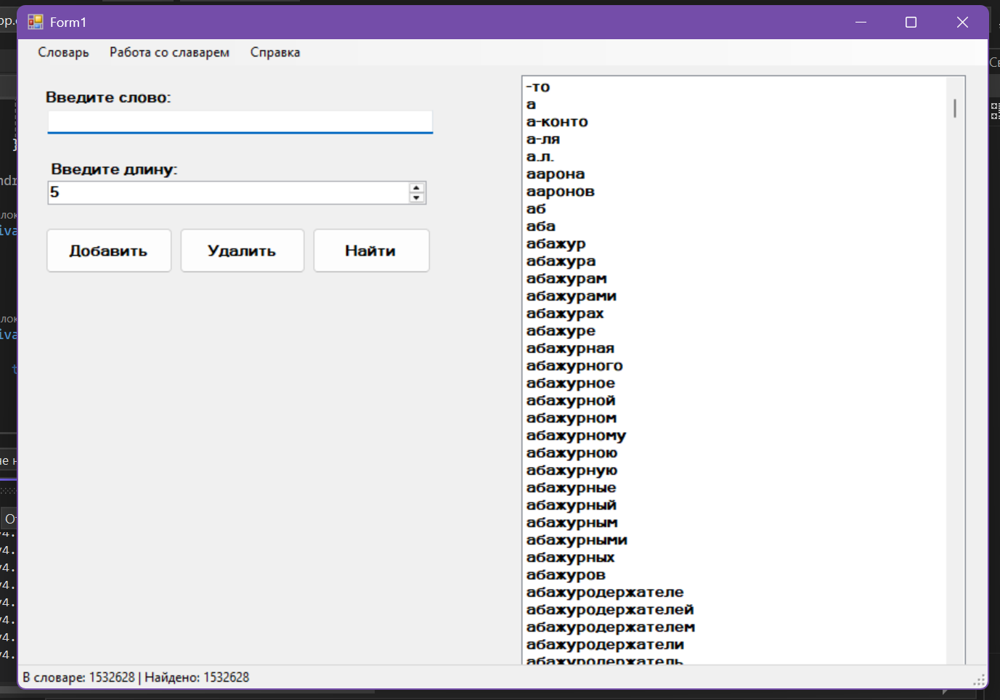 Form1
Словарь Работа со славарем Справка
Введите слово:
Введите длину:
5
Добавить Удалить Найти
-то
а
а-конто
а-ля
а.л.
аарона
ааронов
аб
аба
абажур
абажура
абажурам
абажурами
абажурах
абажуре
абажурная
абажурного
абажурное
абажурной
абажурном
абажурному
абажурною
абажурную
абажурные
абажурный
абажурным
абажурными
абажурных
абажуров
абажуродержателе
абажуродержателей
абажуродержателем
абажуродержатели
абажуродержатель
В словаре: 1532628 | Найдено: 1532628